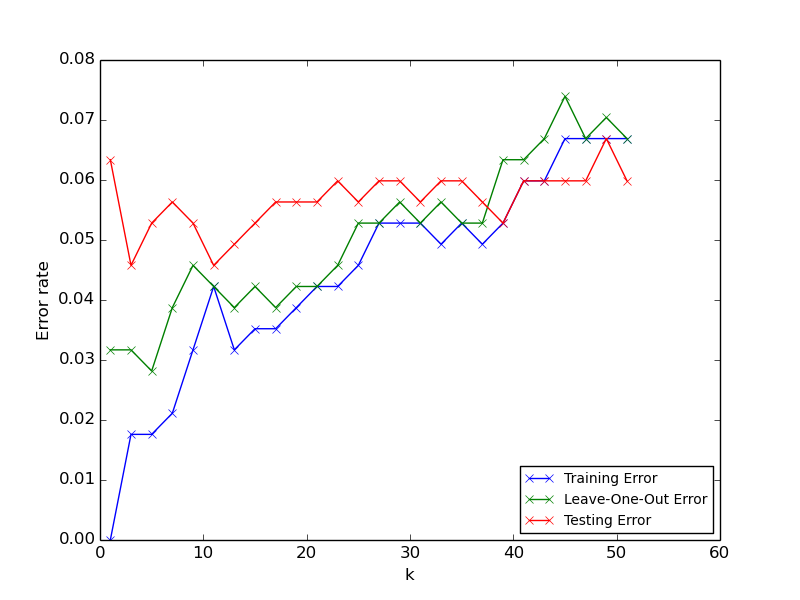 0.08
0.07
0.06
0.05
0.04
0.03
0.02
0.01
0.00
Error rate
0 10 20 30 40 50 60
k
Training Error
Leave-One-Out Error
Testing Error